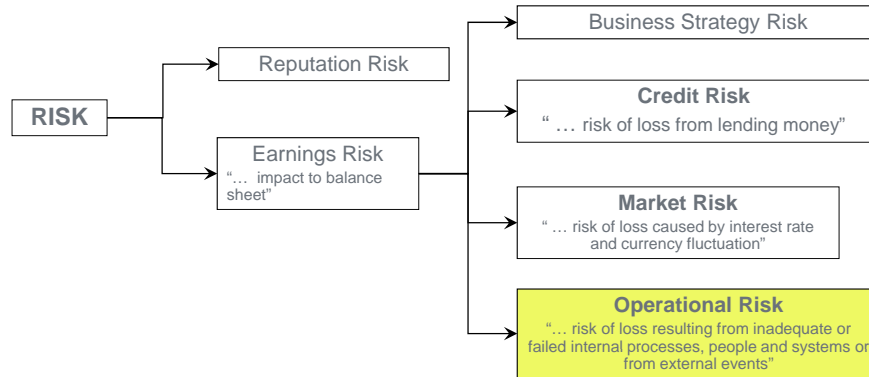 Business Strategy Risk
Reputation Risk
Credit Risk
“ … risk of loss from lending money”
RISK
Earnings Risk
“… impact to balance
sheet”
Market Risk
“ … risk of loss caused by interest rate
and currency fluctuation”
Operational Risk
“… risk of loss resulting from inadequate or
failed internal processes, people and systems or
from external events”